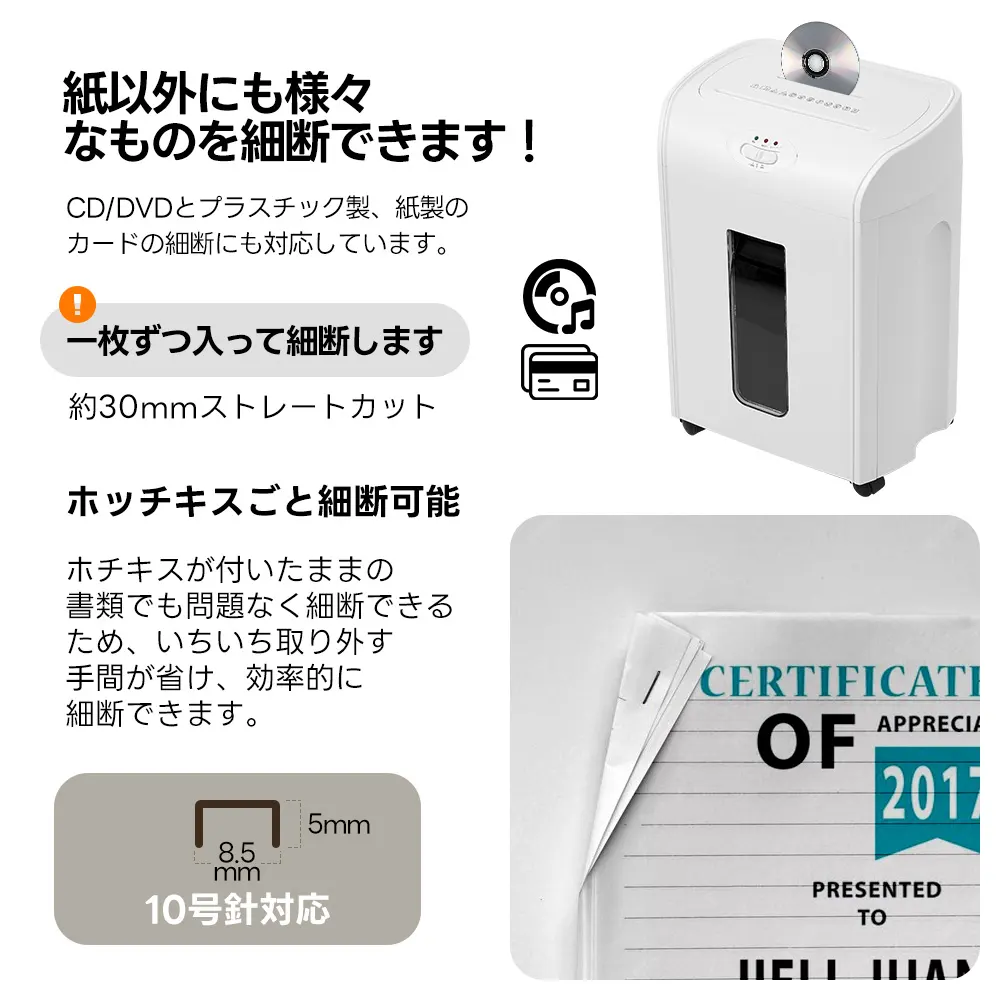 紙以外にも様々
なものを細断できます！
CD/DVDとプラスチック製、紙製の
カードの細断にも対応しています。
!
一枚ずつ入って細断します
約30mmストレートカット
ホッチキスごと細断可能
ホチキスが付いたままの
書類でも問題なく細断できる
ため、いちいち取り外す
手間が省け、効率的に
細断できます。
5mm
8.5
mm
10号針対応
CERTIFICATE
OF APPRECIA
2017
PRESENTED
TO